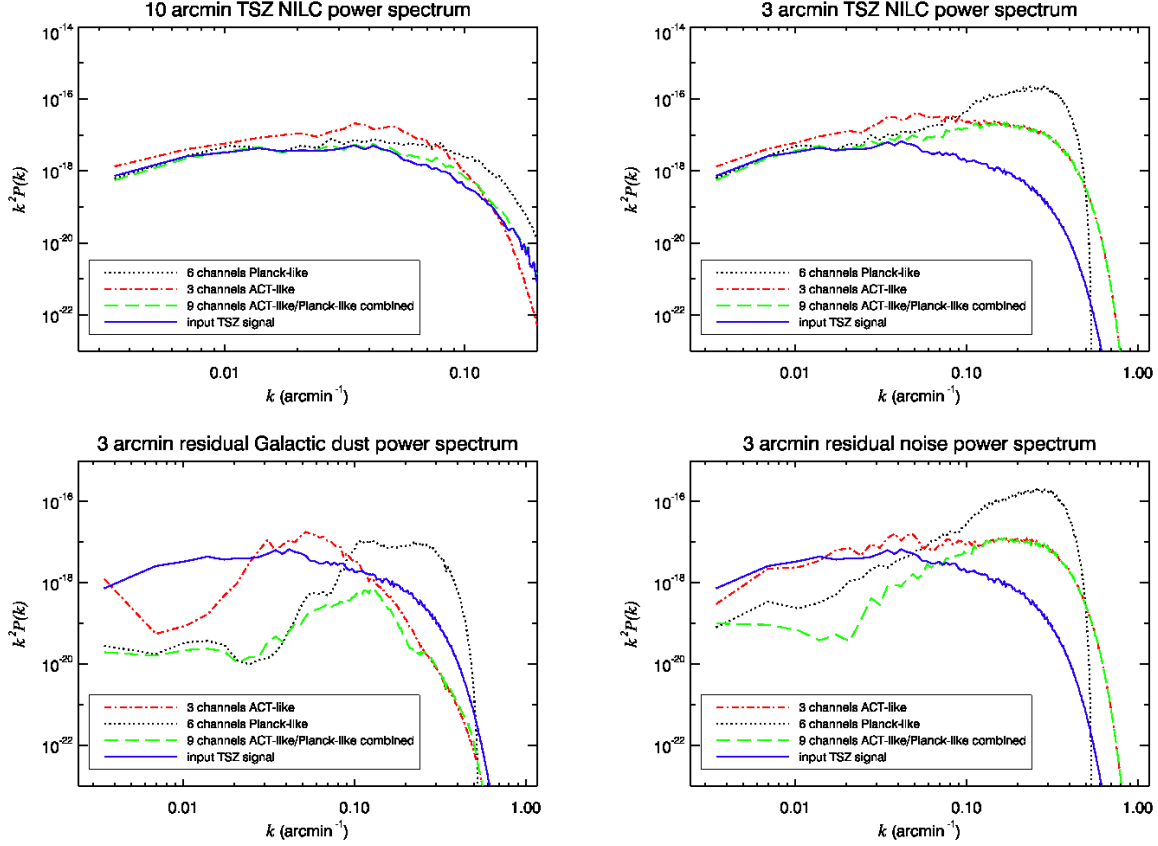 10 arcmin TSZ NILC power spectrum
10⁻¹⁴
10⁻¹⁶
10⁻¹⁸
10⁻²⁰
10⁻²²
k²P(k)
6 channels Planck-like
3 channels ACT-like
9 channels ACT-like/Planck-like combined
input TSZ signal
0.01 0.10
k (arcmin⁻¹)
3 arcmin TSZ NILC power spectrum
10⁻¹⁴
10⁻¹⁶
10⁻¹⁸
10⁻²⁰
10⁻²²
k²P(k)
6 channels Planck-like
3 channels ACT-like
9 channels ACT-like/Planck-like combined
input TSZ signal
0.01 0.10 1.00
k (arcmin⁻¹)
3 arcmin residual Galactic dust power spectrum
10⁻¹⁶
10⁻¹⁸
10⁻²⁰
10⁻²²
k²P(k)
3 channels ACT-like
6 channels Planck-like
9 channels ACT-like/Planck-like combined
input TSZ signal
0.01 0.10 1.00
k (arcmin⁻¹)
3 arcmin residual noise power spectrum
10⁻¹⁶
10⁻¹⁸
10⁻²⁰
10⁻²²
k²P(k)
3 channels ACT-like
6 channels Planck-like
9 channels ACT-like/Planck-like combined
input TSZ signal
0.01 0.10 1.00
k (arcmin⁻¹)